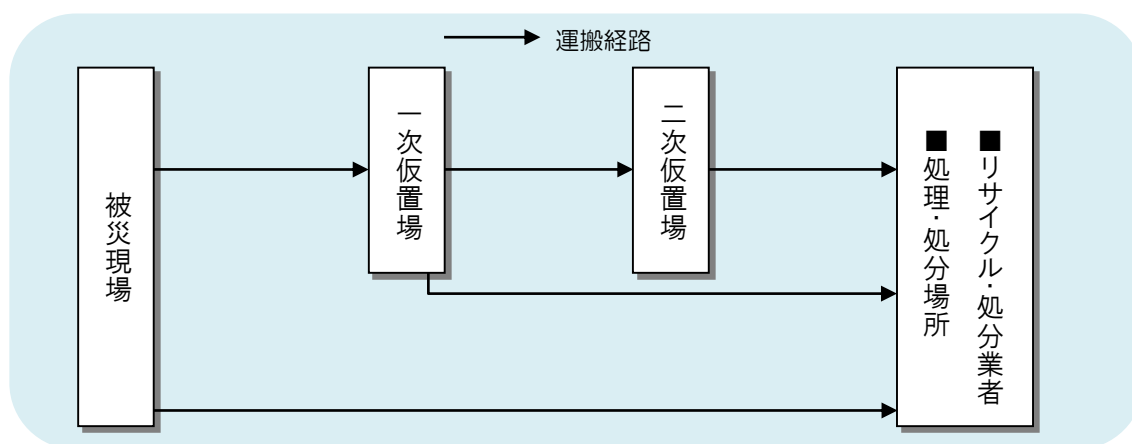 運搬経路
被災現場
一次仮置場
二次仮置場
■リサイクル・処分業者
■処理・処分場所